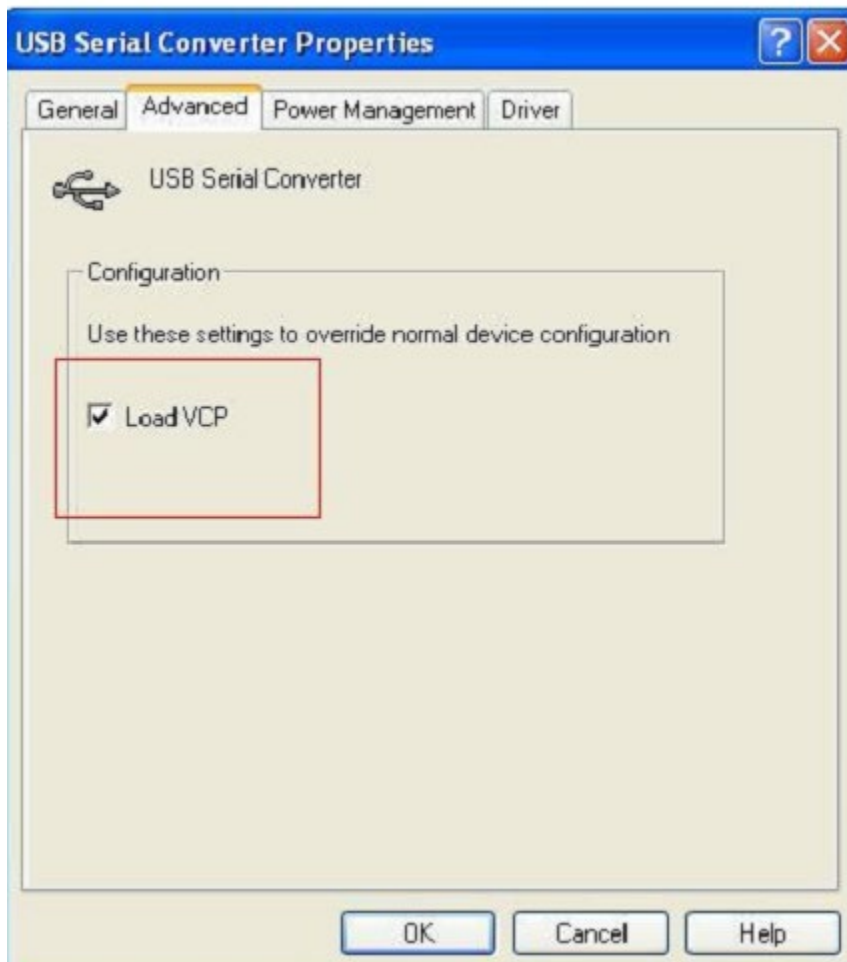 USB Serial Converter Properties
General Advanced Power Management Driver
USB Serial Converter
Configuration
Use these settings to override normal device configuration
Load VCP
OK Cancel Help